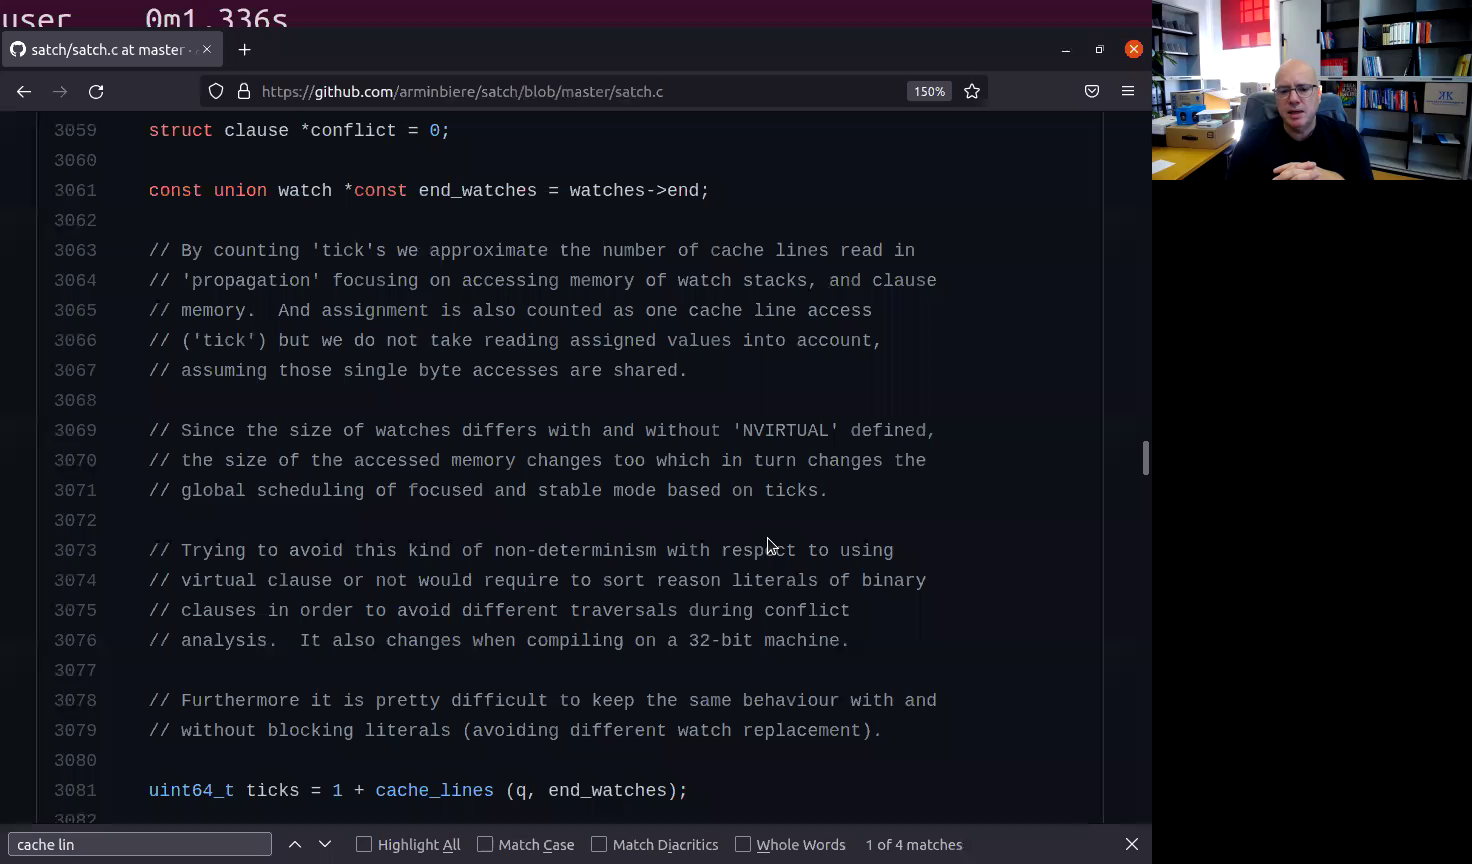 user    0m1.336s
satch/satch.c at master ·
https://github.com/arminbiere/satch/blob/master/satch.c
150%
3059 struct clause *conflict = 0;
3060
3061 const union watch *const end_watches = watches->end;
3062
3063 // By counting 'tick's we approximate the number of cache lines read in
3064 // 'propagation' focusing on accessing memory of watch stacks, and clause
3065 // memory.  And assignment is also counted as one cache line access
3066 // ('tick') but we do not take reading assigned values into account,
3067 // assuming those single byte accesses are shared.
3068
3069 // Since the size of watches differs with and without 'NVIRTUAL' defined,
3070 // the size of the accessed memory changes too which in turn changes the
3071 // global scheduling of focused and stable mode based on ticks.
3072
3073 // Trying to avoid this kind of non-determinism with respect to using
3074 // virtual clause or not would require to sort reason literals of binary
3075 // clauses in order to avoid different traversals during conflict
3076 // analysis.  It also changes when compiling on a 32-bit machine.
3077
3078 // Furthermore it is pretty difficult to keep the same behaviour with and
3079 // without blocking literals (avoiding different watch replacement).
3080
3081 uint64_t ticks = 1 + cache_lines (q, end_watches);
3082
cache lin
Highlight All
Match Case
Match Diacritics
Whole Words
1 of 4 matches